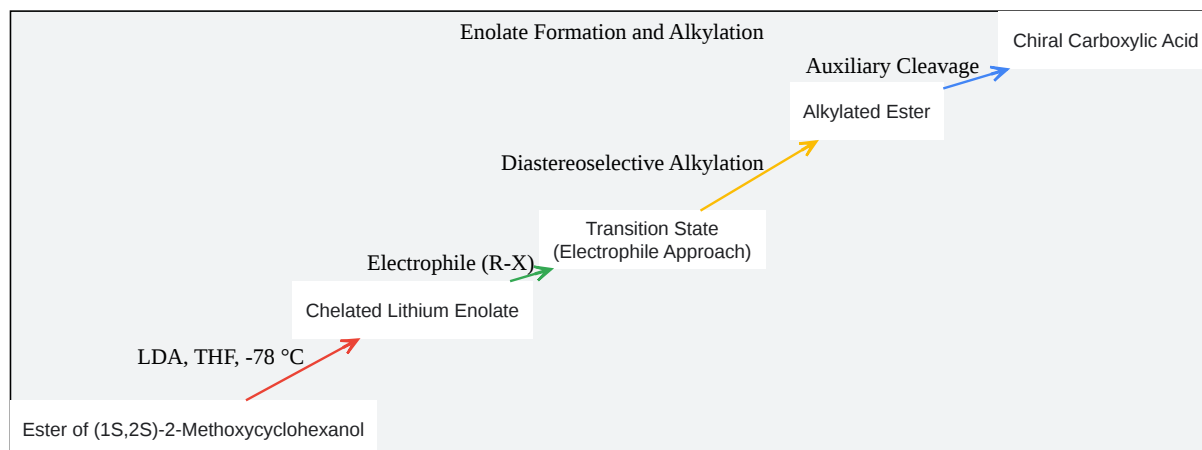 Enolate Formation and Alkylation
Chiral Carboxylic Acid
Auxiliary Cleavage
Alkylated Ester
Diastereoselective Alkylation
Transition State
(Electrophile Approach)
Electrophile (R-X)
Chelated Lithium Enolate
LDA, THF, -78 °C
Ester of (1S,2S)-2-Methoxycyclohexanol